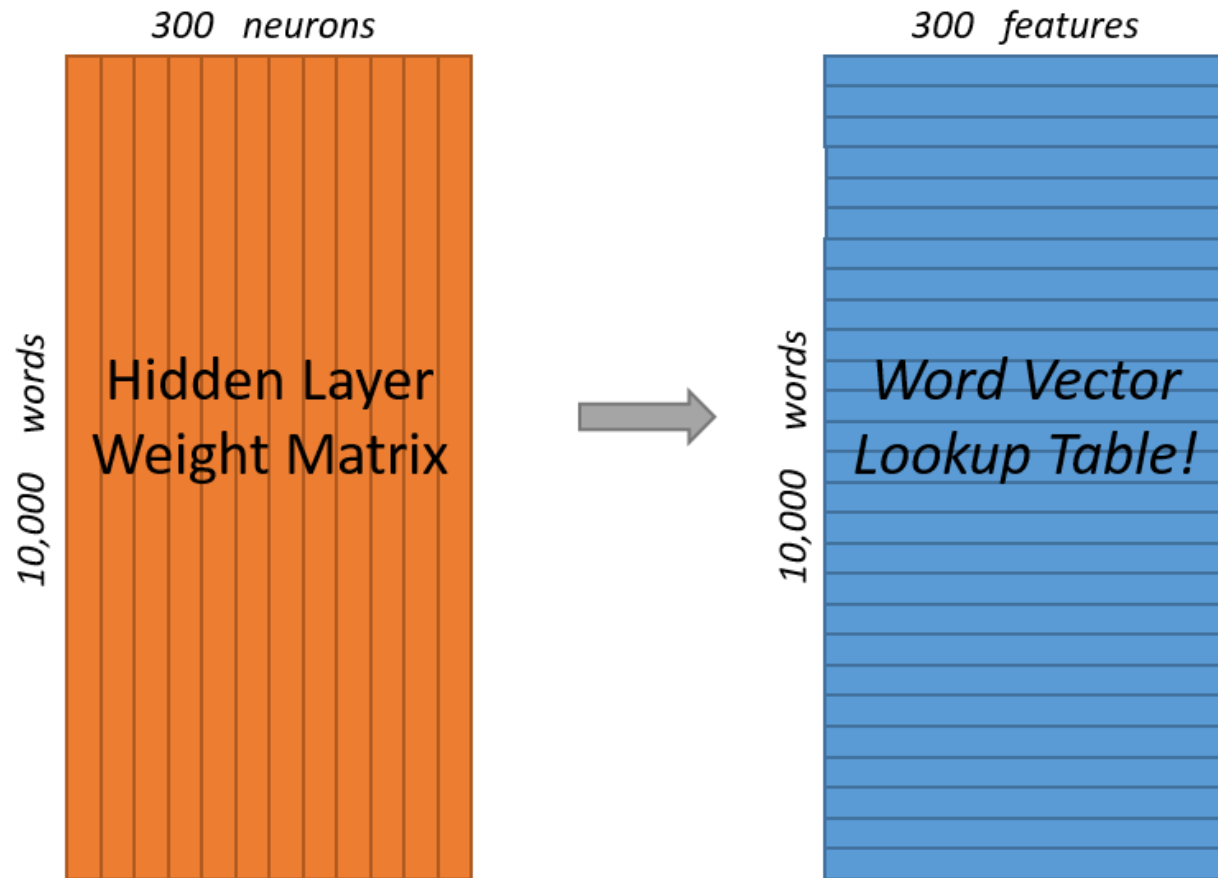 300 neurons
300 features
10,000 words
Hidden Layer
Weight Matrix
10,000 words
Word Vector
Lookup Table!